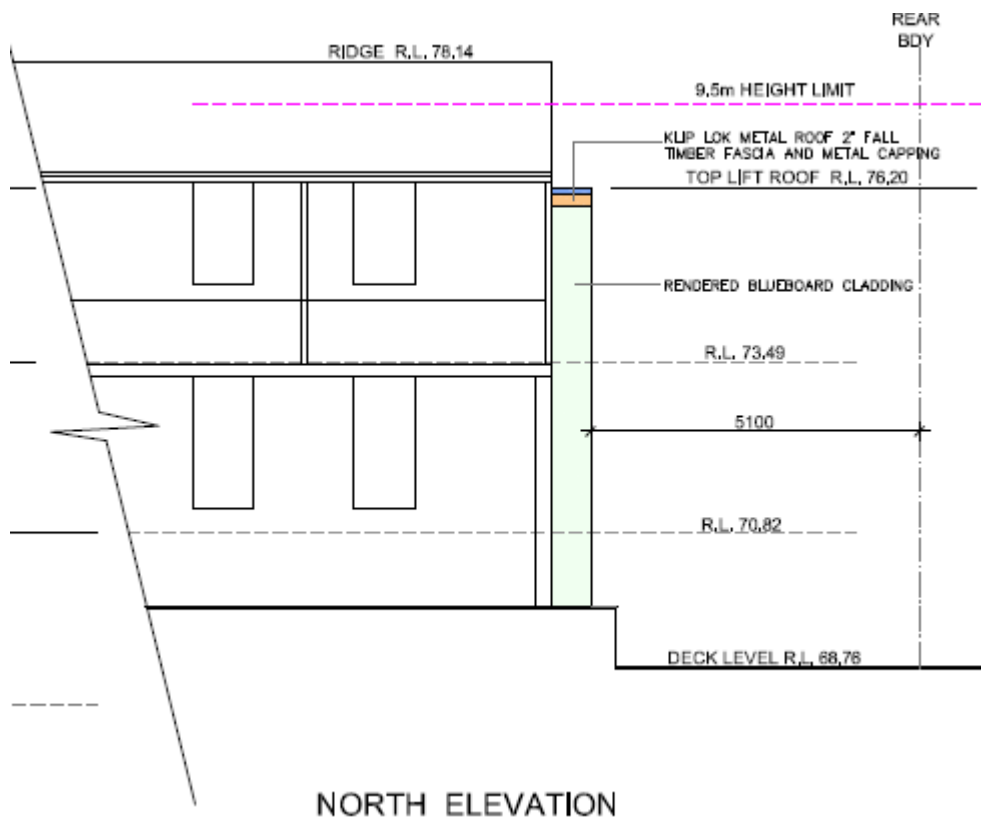 REAR
BDY
RIDGE R.L. 78.14
9.5m HEIGHT LIMIT
KLIP LOK METAL ROOF 2° FALL
TIMBER FASCIA AND METAL CAPPING
TOP LIFT ROOF R.L. 76.20
RENDERED BLUEBOARD CLADDING
R.L. 73.49
5100
R.L. 70.82
DECK LEVEL R.L. 68.76
NORTH ELEVATION